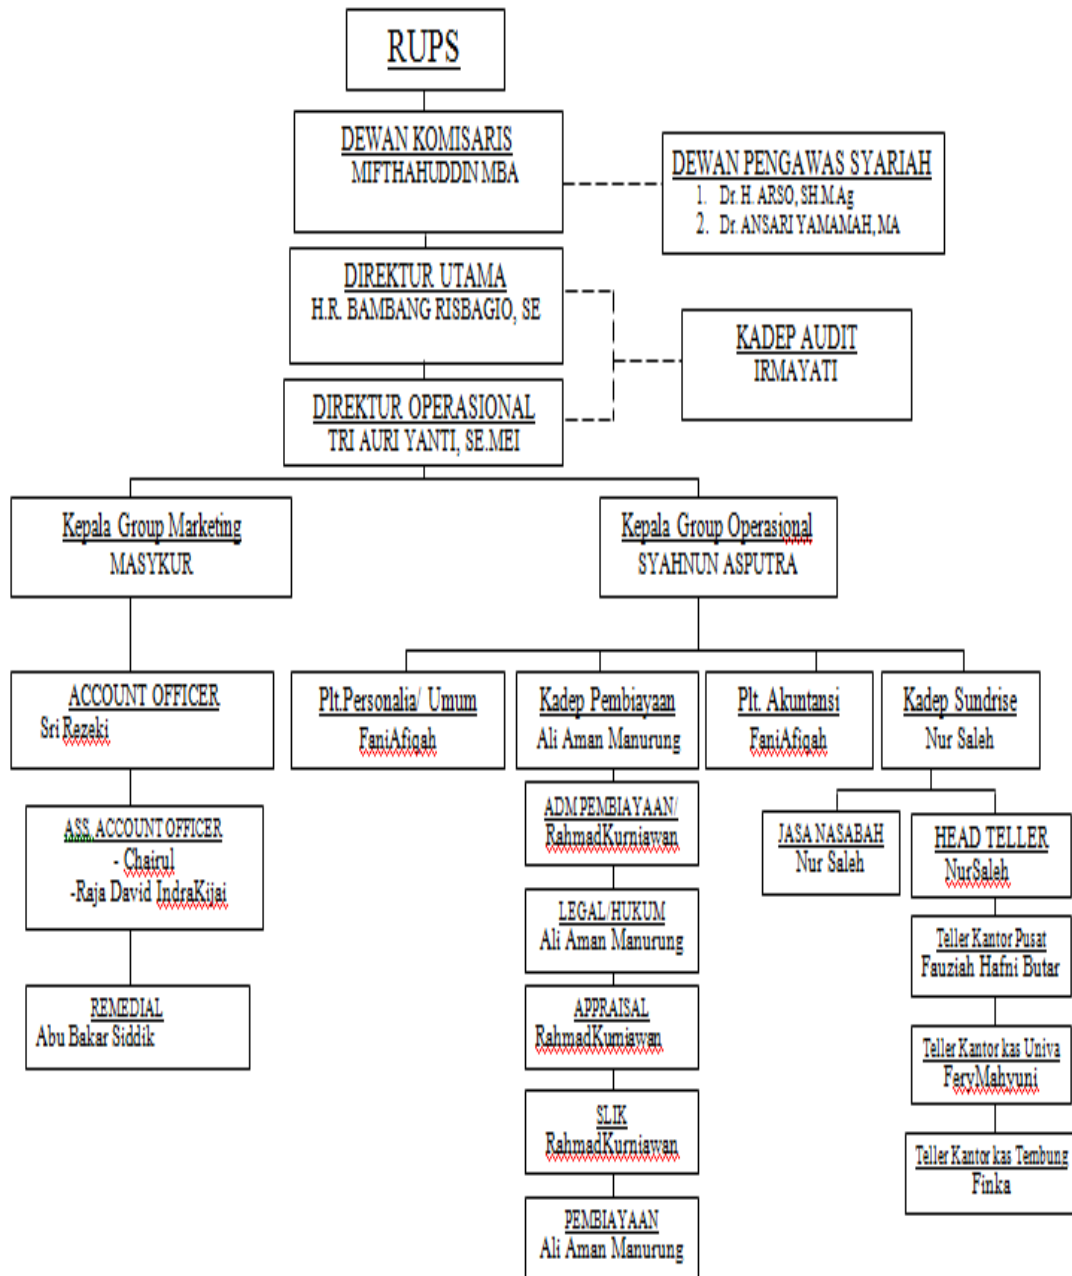 RUPS
DEWAN KOMISARIS
MIFTHAHUDDIN MBA
DEWAN PENGAWAS SYARIAH
1. Dr. H. ARSO, SH.M.Ag
2. Dr. ANSARI YAMAMAH, MA
DIREKTUR UTAMA
H.R. BAMBANG RISBAGIO, SE
KADEP AUDIT
IRMAYATI
DIREKTUR OPERASIONAL
TRI AURI YANTI, SE.MEI
Kepala Group Marketing
MASYKUR
Kepala Group Operasional
SYAHNUN ASPUTRA
ACCOUNT OFFICER
Sri Rezeki
ASS. ACCOUNT OFFICER
- Chairul
-Raja David IndraKijai
REMEDIAL
Abu Bakar Siddik
Plt.Personalia/ Umum
FaniAfiqah
Kadep Pembiayaan
Ali Aman Manurung
ADM PEMBIAYAAN/
RahmadKurniawan
LEGAL/HUKUM
Ali Aman Manurung
APPRAISAL
RahmadKurniawan
SLIK
RahmadKurniawan
PEMBIAYAAN
Ali Aman Manurung
Plt. Akuntansi
FaniAfiqah
Kadep Sundrise
Nur Saleh
JASA NASABAH
Nur Saleh
HEAD TELLER
NurSaleh
Teller Kantor Pusat
Fauziah Hafni Butar
Teller Kantor kas Univa
FeryMahyuni
Teller Kantor kas Tembung
Finka